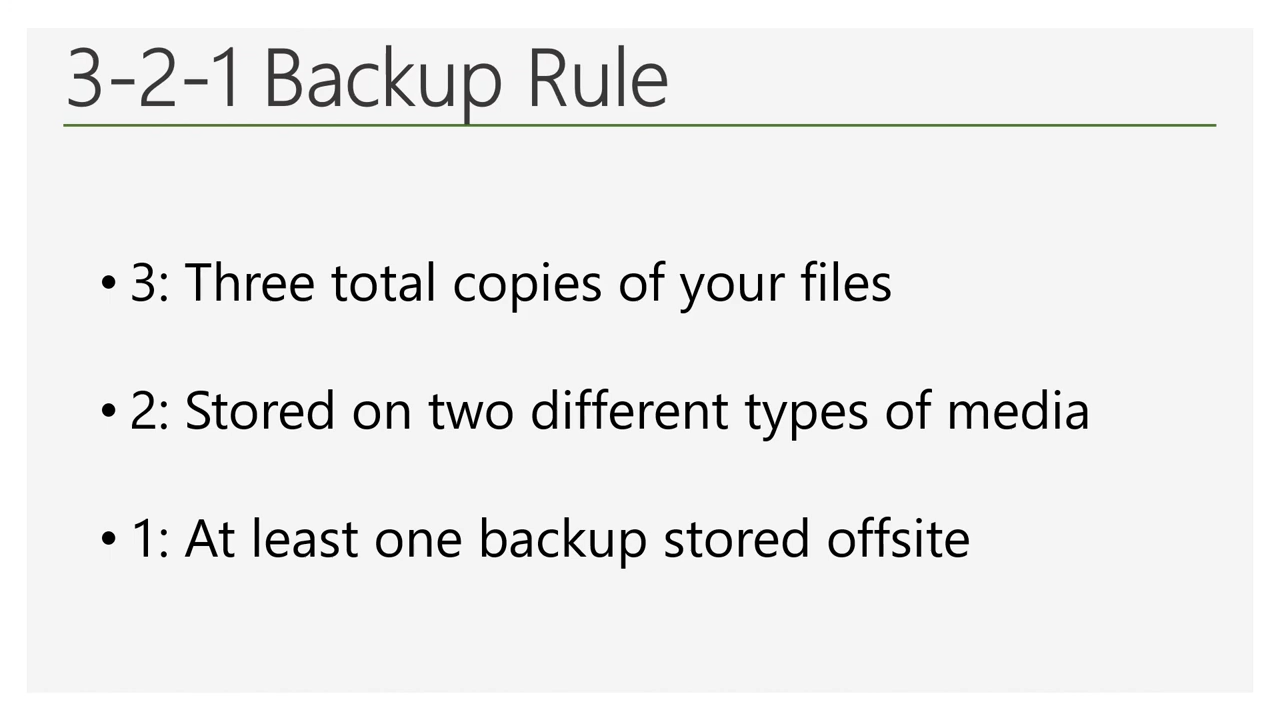 3-2-1 Backup Rule
• 3: Three total copies of your files
• 2: Stored on two different types of media
• 1: At least one backup stored offsite